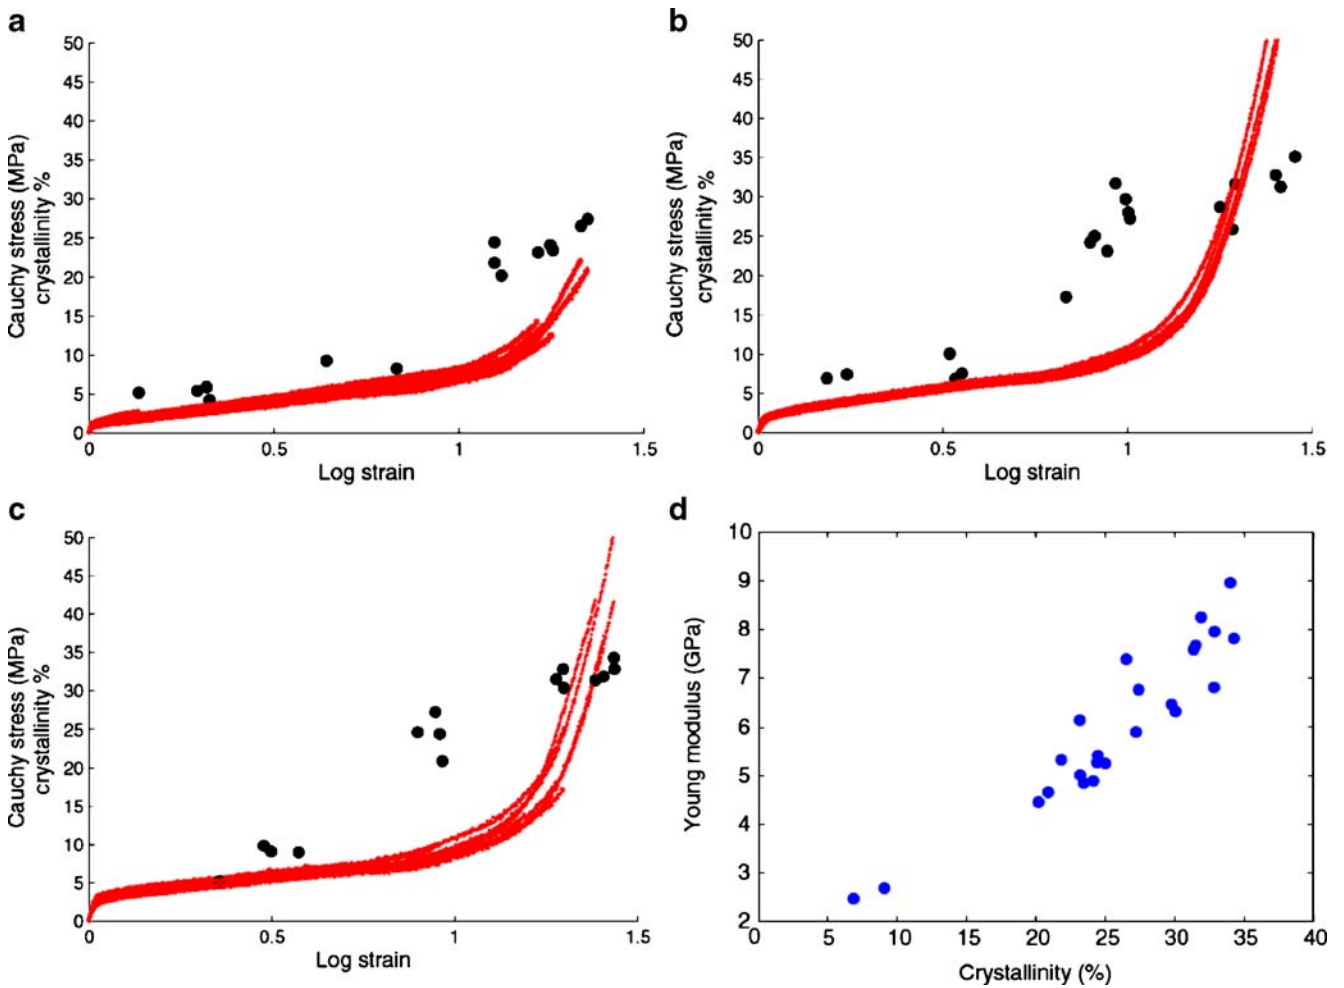 a
50
45
40
35
30
25
20
15
10
5
0
Cauchy stress (MPa)
crystallinity %
0 0.5 1 1.5
Log strain
b
50
45
40
35
30
25
20
15
10
5
0
Cauchy stress (MPa)
crystallinity %
0 0.5 1 1.5
Log strain
c
50
45
40
35
30
25
20
15
10
5
0
Cauchy stress (MPa)
crystallinity %
0 0.5 1 1.5
Log strain
d
10
9
8
7
6
5
4
3
2
Young modulus (GPa)
0 5 10 15 20 25 30 35 40
Crystallinity (%)